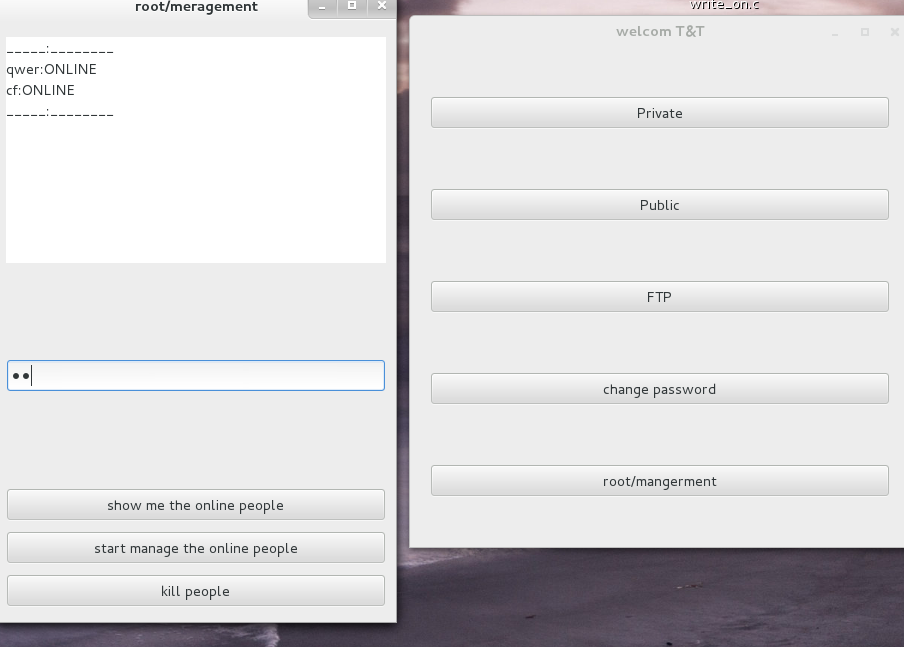 root/meragement
_____:________
qwer:ONLINE
cf:ONLINE
_____:________
show me the online people
start manage the online people
kill people
write_on.c
welcom T&T
Private
Public
FTP
change password
root/mangerment